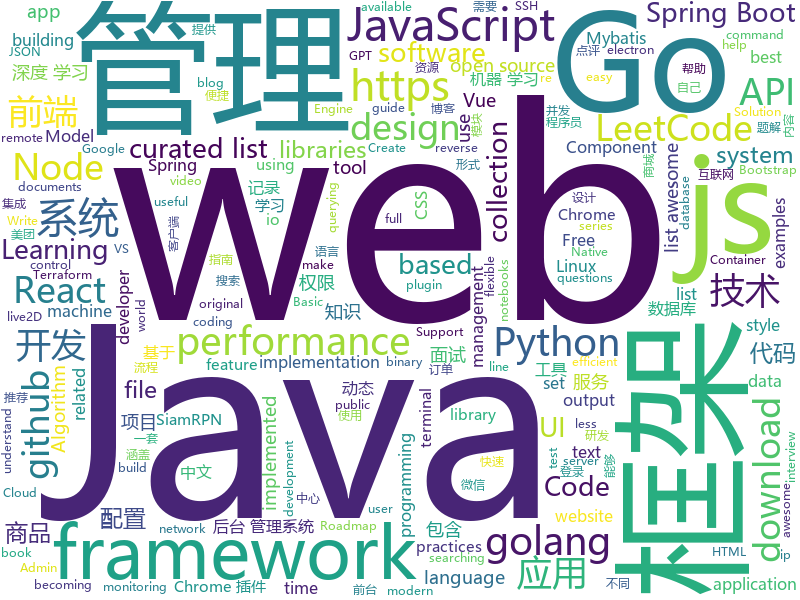 app
building
JSON
深度 学习
前端
Model
remote
Google
documents
Node
write
集成
系统
美团
VS
Learning
control
Terraform
live2D
machine
React
开发
github
Algorithm
related
understand
推荐
Cloud
商品
book
Admin
becoming
管理
提供
blog
便捷
available
electron
需要
SSH
点评
command
help
JavaScript
GPT
资源
re
easy
帮助
自己
software
open source
机器 学习
Engine
guide
博客
并发
程序员
模块
https
Vue
Create
reverse
形式
design
use
curated list
libraries
Component
Spring
using
tool
collection
video
useful
记录
学习
io
客户端
querying
CSS
full
语言
指南
make
搜索
original
Basic
coding
world
developer
based
权限
plugin
知识
management
flexible
notebooks
Go
Spring Boot
Mybatis
best
API
LeetCode
Solution
题解
内容
商城
互联网
Bootstrap
system
list awesome
database
examples
设计
series
Chrome
Free
Native
Linux
questions
Container
技术
list
数据库
style
代码
data
web
js
Java
框架
performance
Python
基于
流程
feature
implementation
binary
Support
订单
line
面试
efficient
工具
set
服务
file
动态
public
使用
terminal
library
output
less
研发
UI
text
test
能够
登录
server
download
项目
一套
涵盖
build
SiamRPN
中文
implemented
development
programming
快速
微信
Code
website
interview
awesome
配置
包含
golang
framework
practices
searching
language
应用
HTML
ip
application
后台 管理系统
Roadmap
network
中心
user
monitoring
Chrome 插件
time
前台
modern
不同